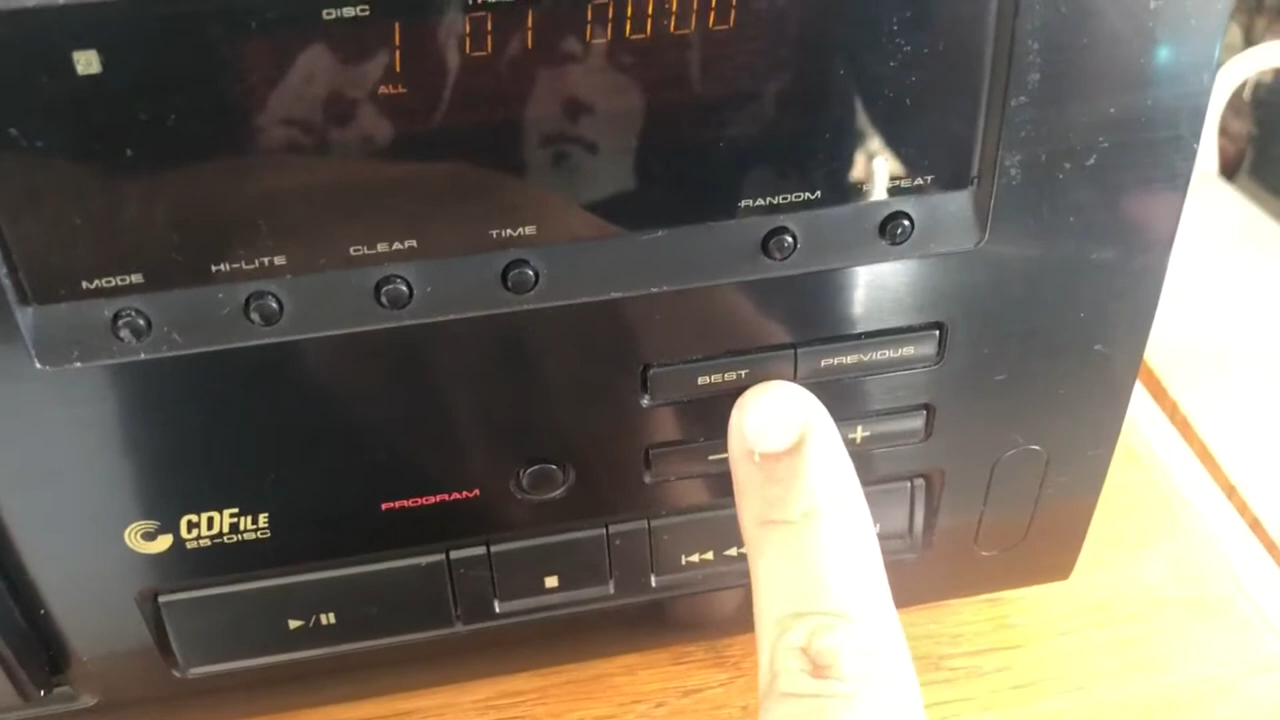 DISC
1 01 1 00:00
ALL
MODE
HI-LITE
CLEAR
TIME
RANDOM
REPEAT
BEST
PREVIOUS
−
+
PROGRAM
CDFILE
25-DISC